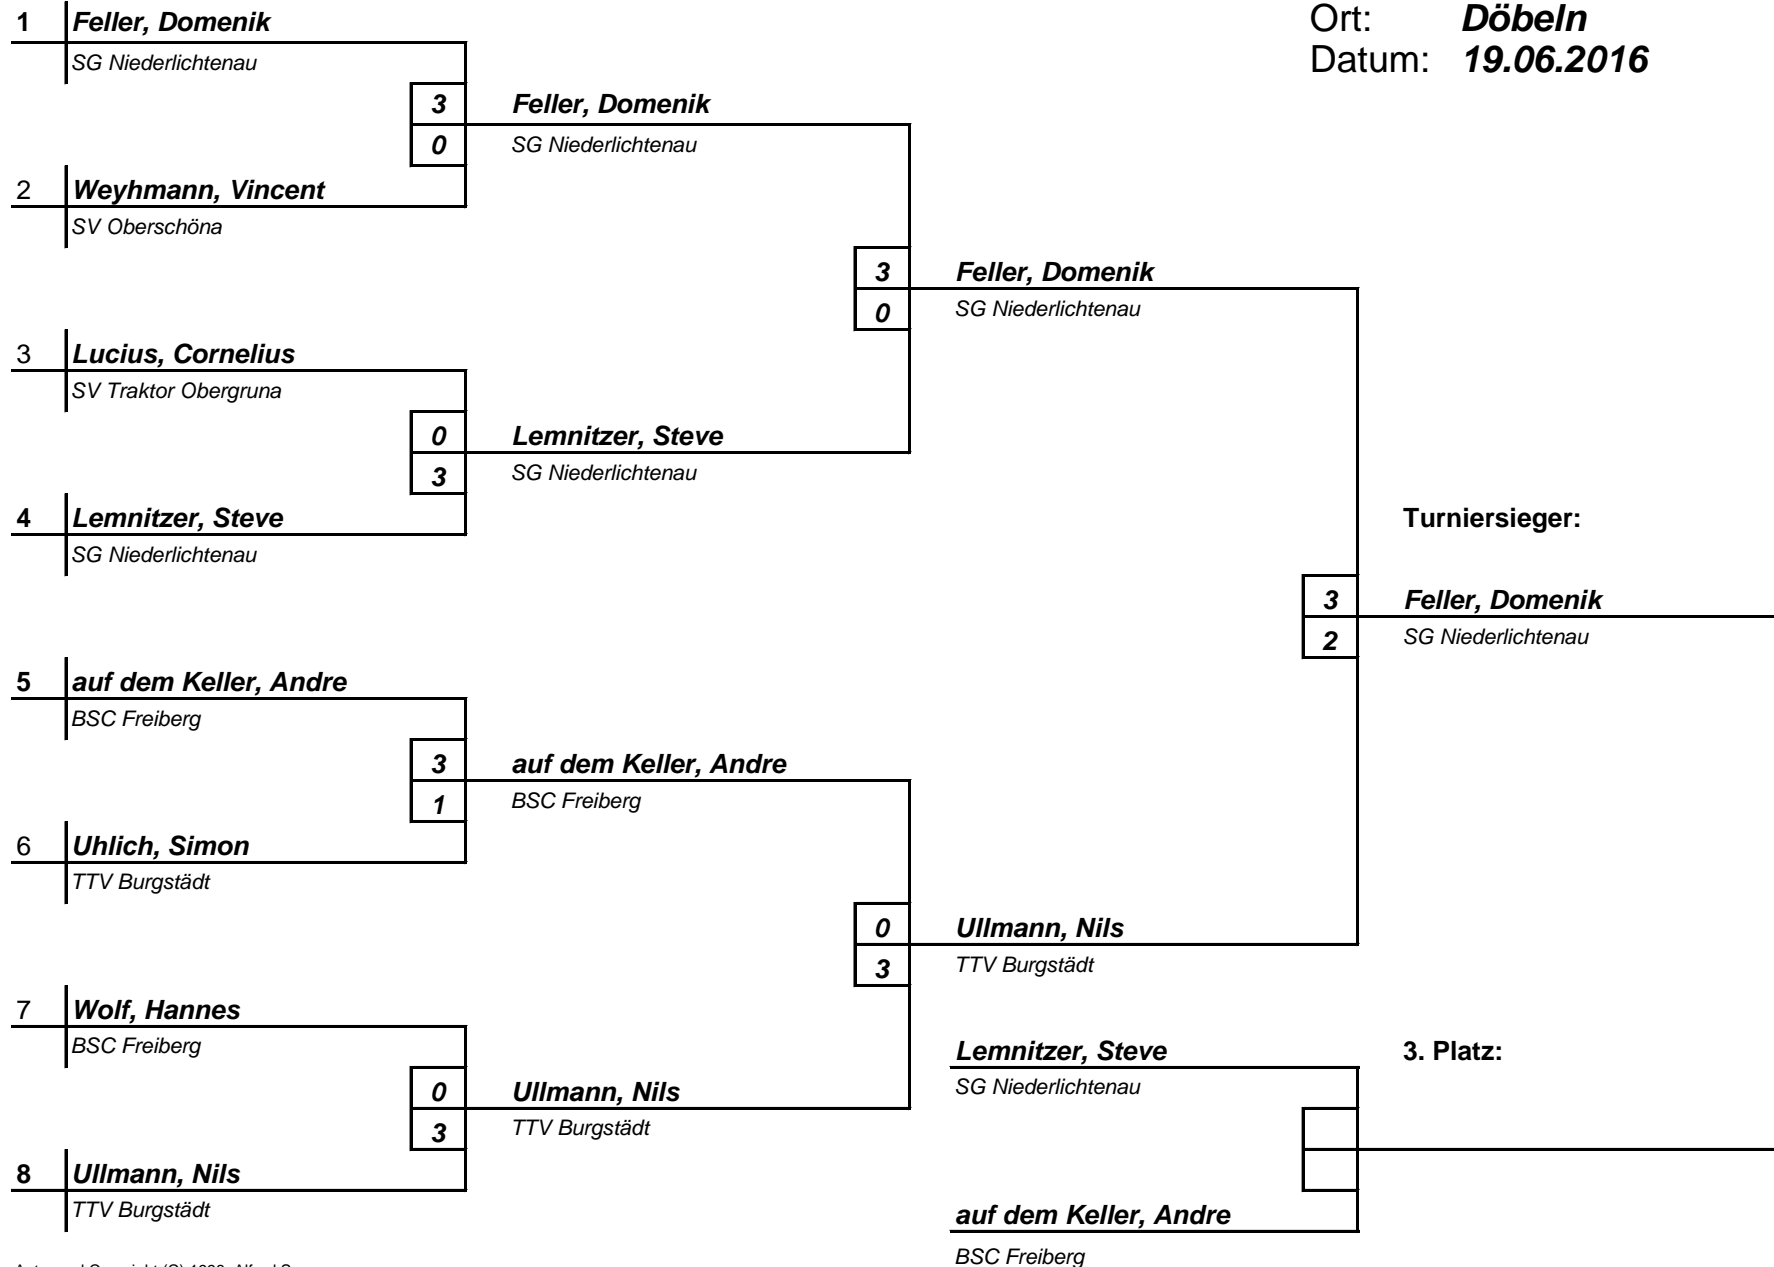 Ort: Döbeln
Datum: 19.06.2016
1 Feller, Domenik
SG Niederlichtenau
3 Feller, Domenik
0 SG Niederlichtenau
2 Weyhmann, Vincent
SV Oberschöna
3 Feller, Domenik
0 SG Niederlichtenau
3 Lucius, Cornelius
SV Traktor Obergruna
0 Lemnitzer, Steve
3 SG Niederlichtenau
4 Lemnitzer, Steve
SG Niederlichtenau
Turniersieger:
3 Feller, Domenik
2 SG Niederlichtenau
5 auf dem Keller, Andre
BSC Freiberg
3 auf dem Keller, Andre
1 BSC Freiberg
6 Uhlich, Simon
TTV Burgstädt
0 Ullmann, Nils
3 TTV Burgstädt
7 Wolf, Hannes
BSC Freiberg
Lemnitzer, Steve
SG Niederlichtenau
3. Platz:
0 Ullmann, Nils
3 TTV Burgstädt
8 Ullmann, Nils
TTV Burgstädt
auf dem Keller, Andre
BSC Freiberg